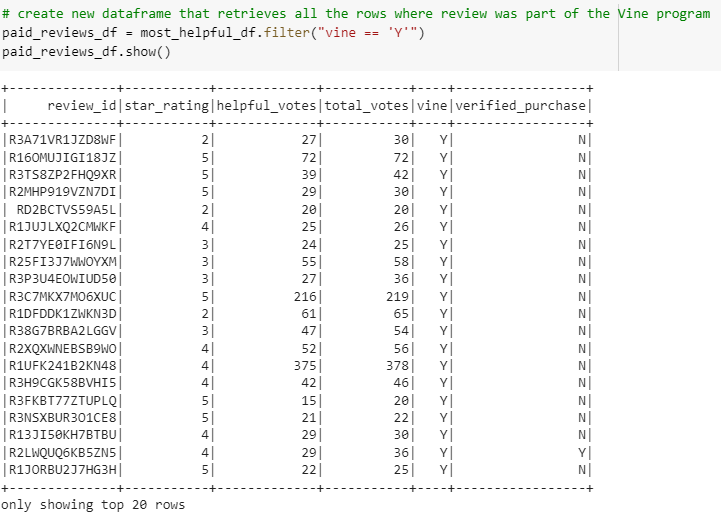 # create new dataframe that retrieves all the rows where review was part of the Vine program
paid_reviews_df = most_helpful_df.filter("vine == 'Y'")
paid_reviews_df.show()
+--------------+-----------+-------------+-----------+----+-----------------+
|     review_id|star_rating|helpful_votes|total_votes|vine|verified_purchase|
+--------------+-----------+-------------+-----------+----+-----------------+
|R3A71VR1JZD8WF|          2|           27|         30|   Y|                N|
|R16OMUJIGI18JZ|          5|           72|         72|   Y|                N|
|R3TS8ZP2FHQ9XR|          5|           39|         42|   Y|                N|
|R2MHP919VZN7DI|          5|           29|         30|   Y|                N|
| RD2BCTVS59A5L|          2|           20|         20|   Y|                N|
|R1JUJLXQ2CMWKF|          4|           25|         26|   Y|                N|
|R2T7YE0IFI6N9L|          3|           24|         25|   Y|                N|
|R25FI3J7WWOYXM|          3|           55|         58|   Y|                N|
|R3P3U4EOWIUD50|          3|           27|         36|   Y|                N|
|R3C7MKX7MO6XUC|          5|          216|        219|   Y|                N|
|R1DFDDK1ZWKN3D|          2|           61|         65|   Y|                N|
|R38G7BRBA2LGGV|          3|           47|         54|   Y|                N|
|R2XQXWNEBSB9WO|          4|           52|         56|   Y|                N|
|R1UFK241B2KN48|          4|          375|        378|   Y|                N|
|R3H9CGK58BVHI5|          4|           42|         46|   Y|                N|
|R3FKBT77ZTUPLQ|          5|           15|         20|   Y|                N|
|R3NSXBUR3O1CE8|          5|           21|         22|   Y|                N|
|R13JI50KH7BTBU|          4|           29|         30|   Y|                N|
|R2LWQUQ6KB5ZN5|          4|           29|         36|   Y|                Y|
|R1JORBU2J7HG3H|          5|           22|         25|   Y|                N|
+--------------+-----------+-------------+-----------+----+-----------------+
only showing top 20 rows